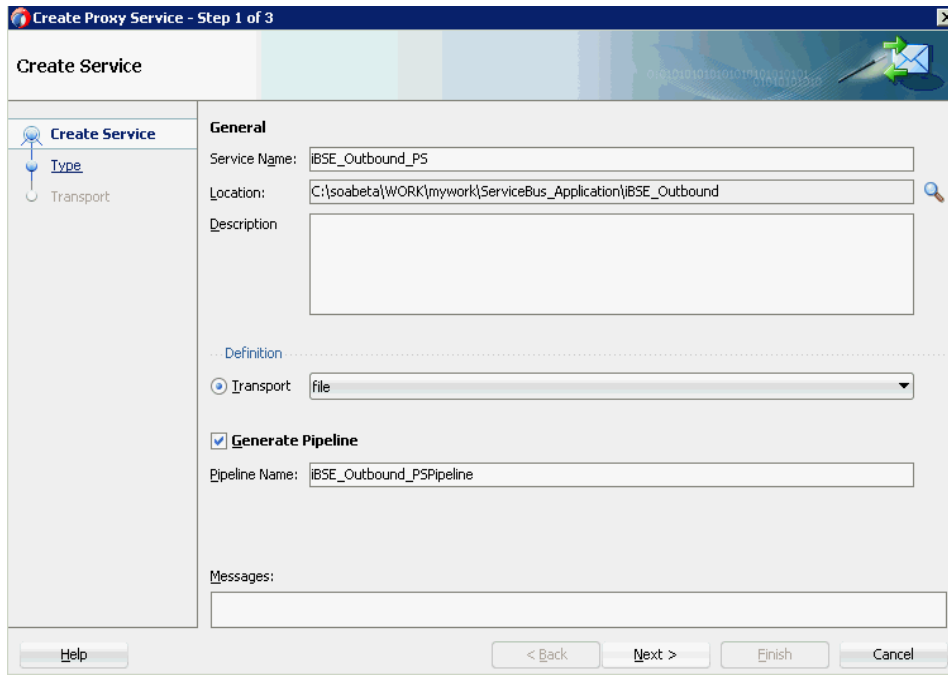 Create Proxy Service - Step 1 of 3
Create Service
Create Service
Type
Transport
General
Service Name: iBSE_Outbound_PS
Location: C:\soabeta\WORK\mywork\ServiceBus_Application\iBSE_Outbound
Description
Definition
Transport file
Generate Pipeline
Pipeline Name: iBSE_Outbound_PSPipeline
Messages:
Help < Back Next > Finish Cancel